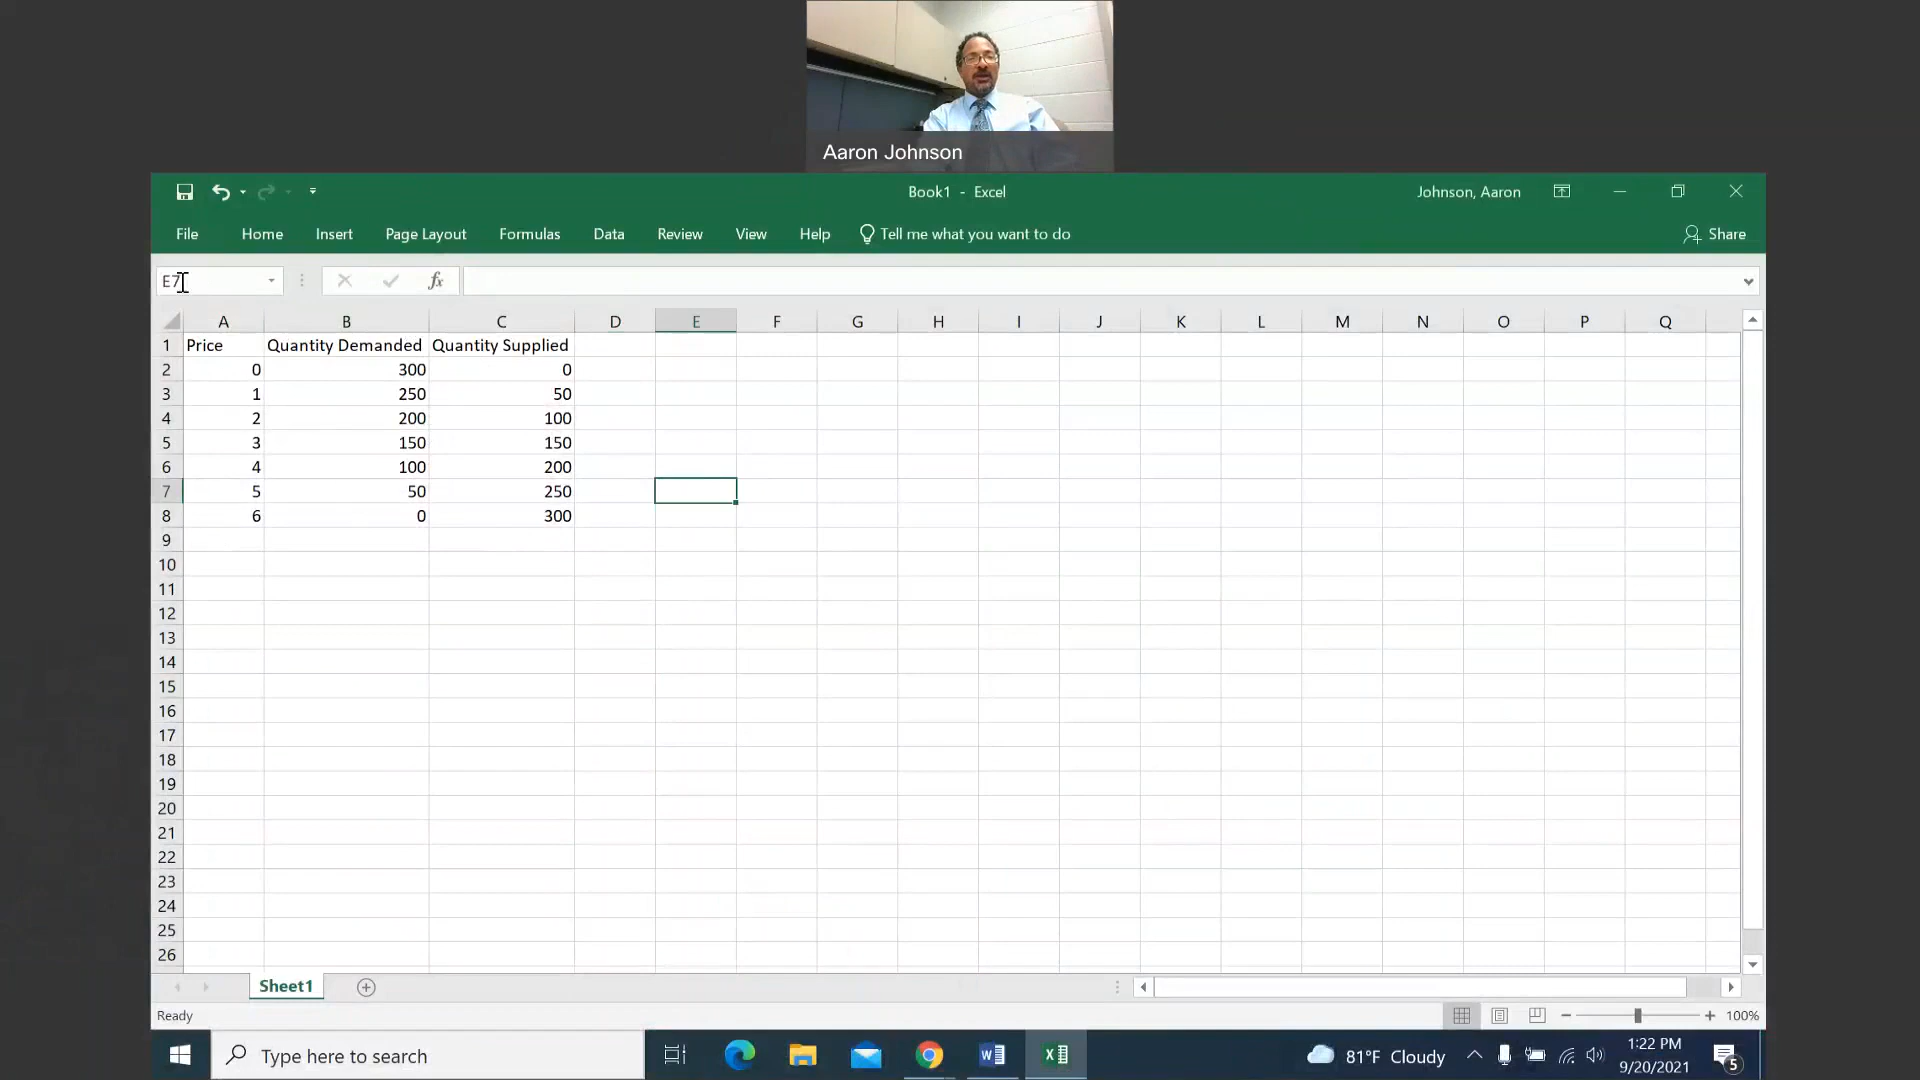 Aaron Johnson
Book1 - Excel
Johnson, Aaron
File Home Insert Page Layout Formulas Data Review View Help Tell me what you want to do Share
E7 fx
A B C D E F G H I J K L M N O P Q
1 Price Quantity Demanded Quantity Supplied
2 0 300 0
3 1 250 50
4 2 200 100
5 3 150 150
6 4 100 200
7 5 50 250
8 6 0 300
9
10
11
12
13
14
15
16
17
18
19
20
21
22
23
24
25
26
Sheet1
Ready 100%
Type here to search 81°F Cloudy 1:22 PM
9/20/2021 5